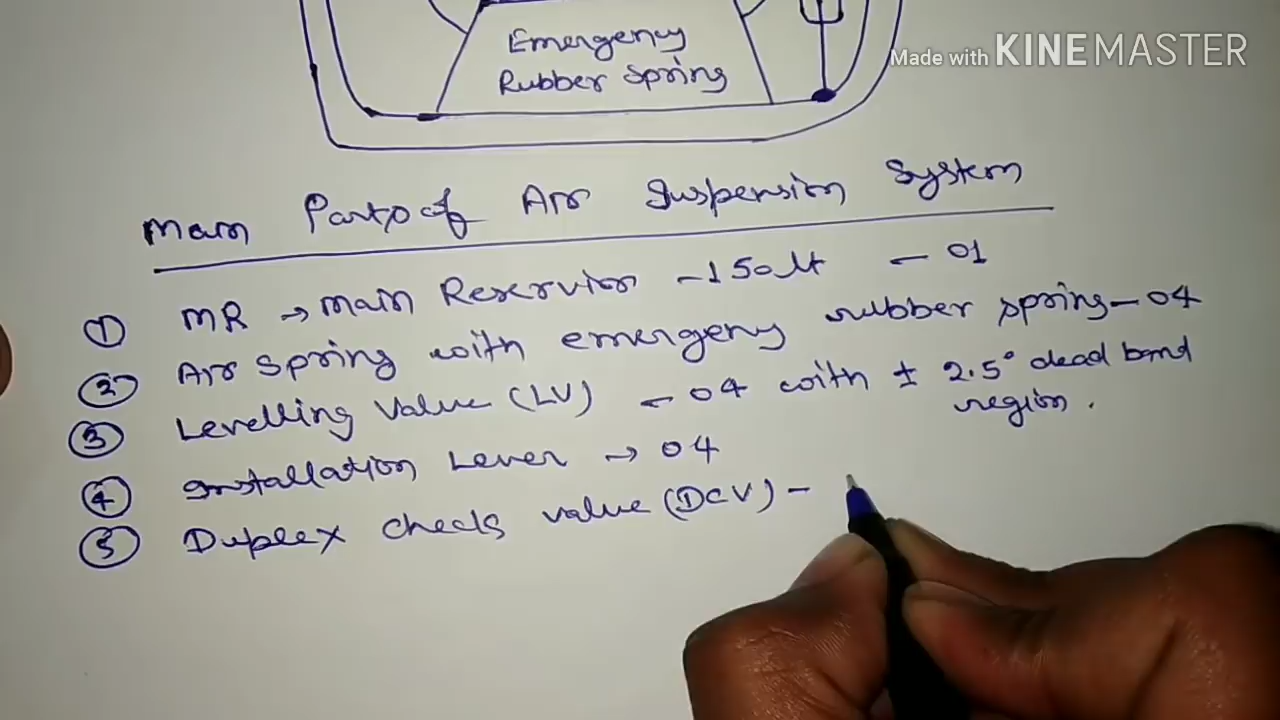 Emergency
Rubber Spring
Made with KINEMASTER
Main Parts of Air Suspension System
① MR → Main Reservior - 150 lt - 01
② Air Spring with emergeny rubber spring - 04
③ Levelling Value (LV) - 04 with ± 2.5° dead band
region.
④ Installation Lever → 04
⑤ Duplex Check value (DCV) -